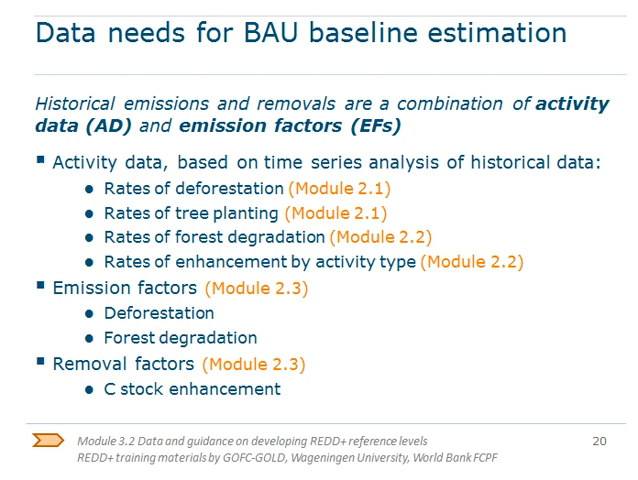 Data needs for BAU baseline estimation
Historical emissions and removals are a combination of activity
data (AD) and emission factors (EFs)
▪ Activity data, based on time series analysis of historical data:
● Rates of deforestation (Module 2.1)
● Rates of tree planting (Module 2.1)
● Rates of forest degradation (Module 2.2)
● Rates of enhancement by activity type (Module 2.2)
▪ Emission factors (Module 2.3)
● Deforestation
● Forest degradation
▪ Removal factors (Module 2.3)
● C stock enhancement
Module 3.2 Data and guidance on developing REDD+ reference levels
REDD+ training materials by GOFC-GOLD, Wageningen University, World Bank FCPF
20